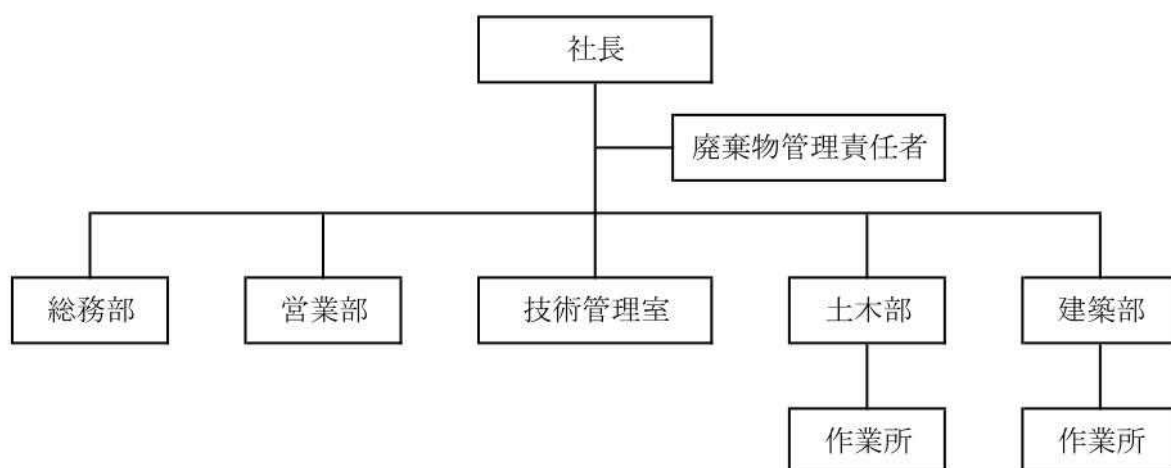 社長
廃棄物管理責任者
総務部
営業部
技術管理室
土木部
建築部
作業所
作業所